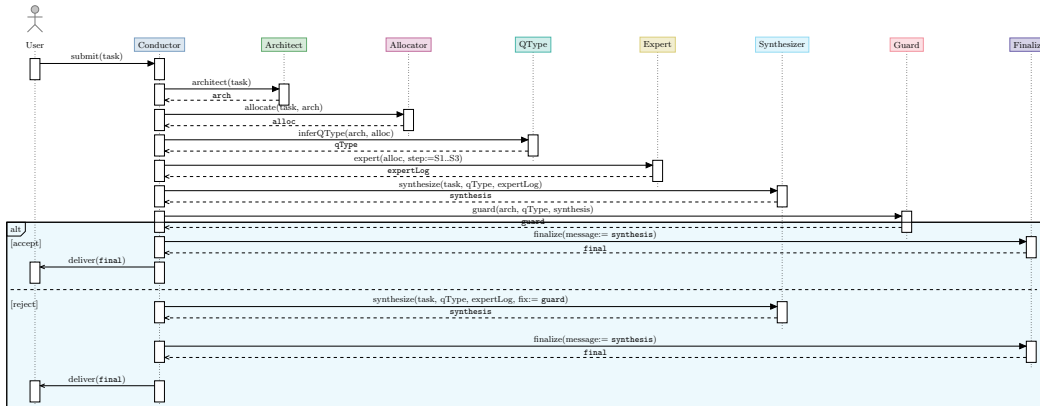 User
Conductor
Architect
Allocator
QType
Expert
Synthesizer
Guard
Finaliz
submit(task)
architect(task)
arch
allocate(task, arch)
alloc
inferQType(arch, alloc)
qType
expert(alloc, step:=S1..S3)
expertLog
synthesize(task, qType, expertLog)
synthesis
guard(arch, qType, synthesis)
guard
alt
[accept]
finalize(message:= synthesis)
final
deliver(final)
[reject]
synthesize(task, qType, expertLog, fix:= guard)
synthesis
finalize(message:= synthesis)
final
deliver(final)